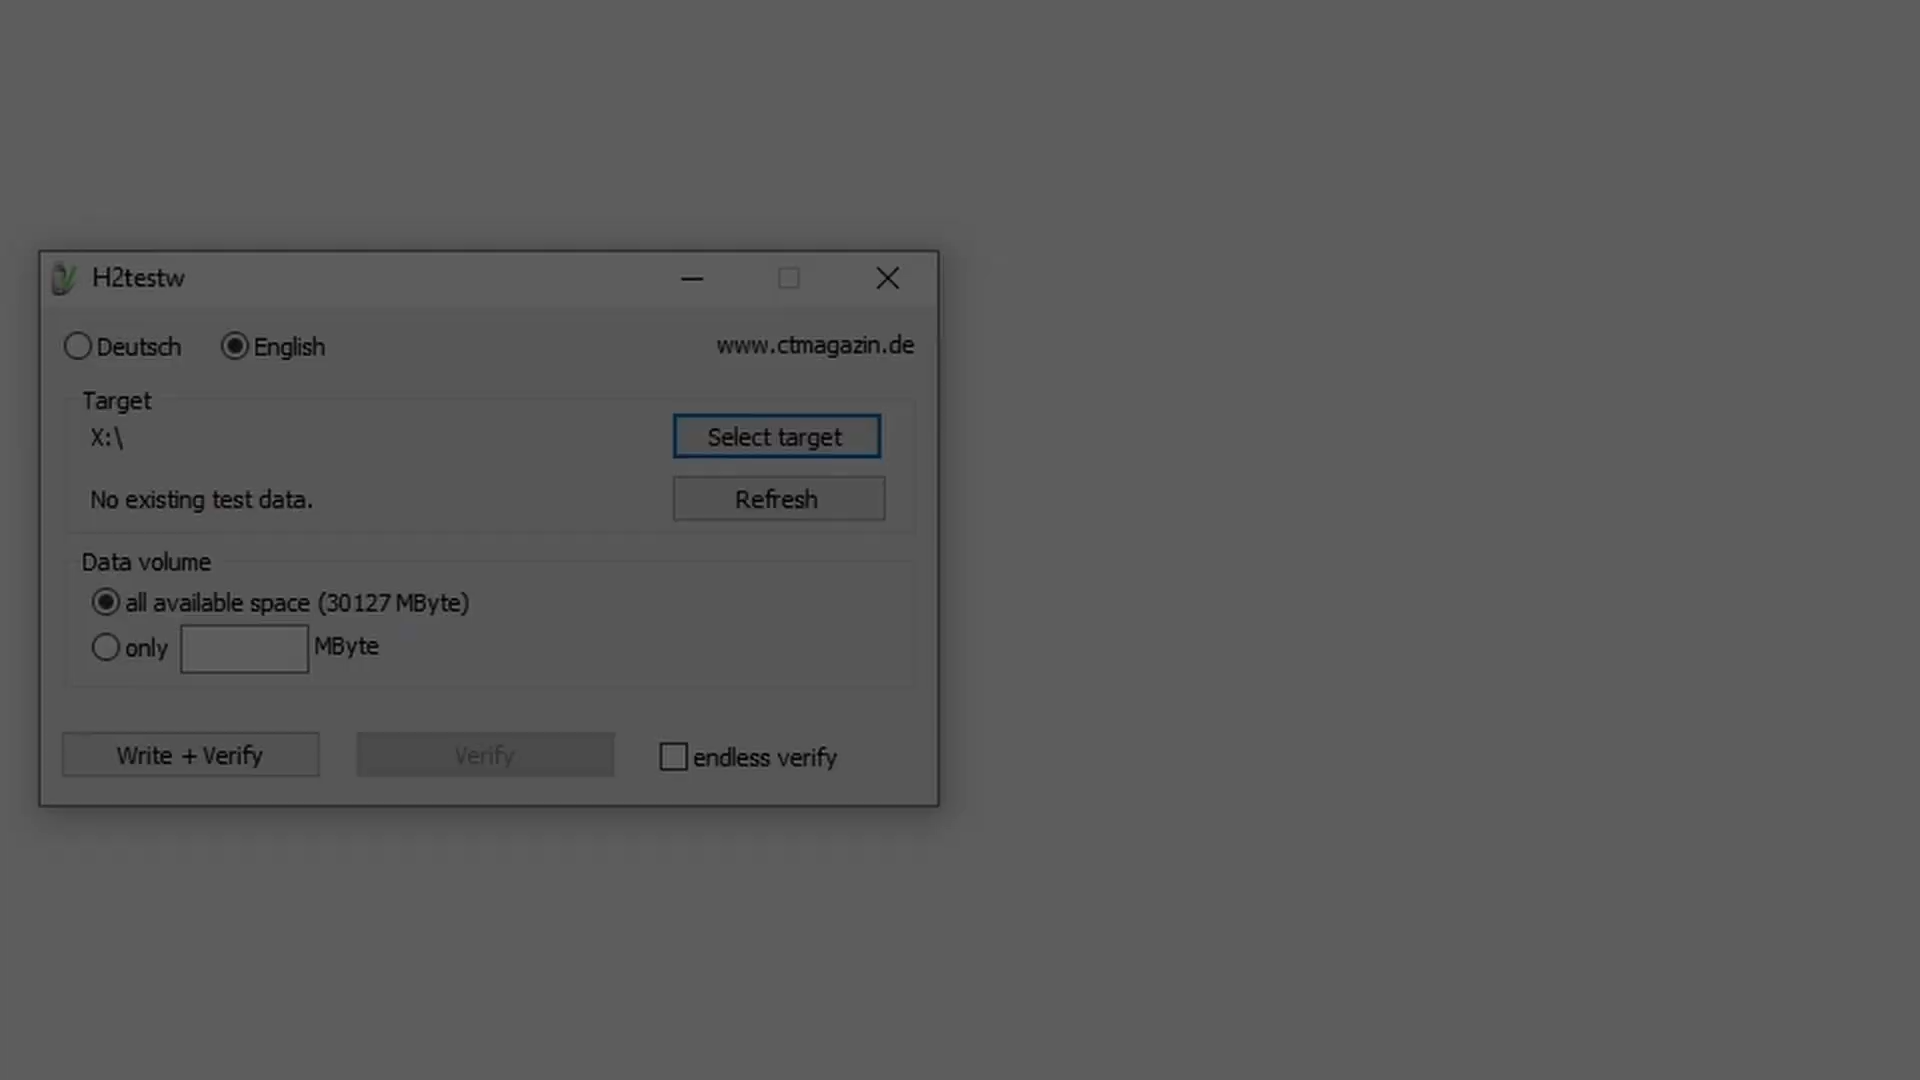 H2testw
Deutsch English www.ctmagazin.de
Target
X:\ Select target
No existing test data. Refresh
Data volume
all available space (30127 MByte)
only MByte
Write + Verify Verify endless verify